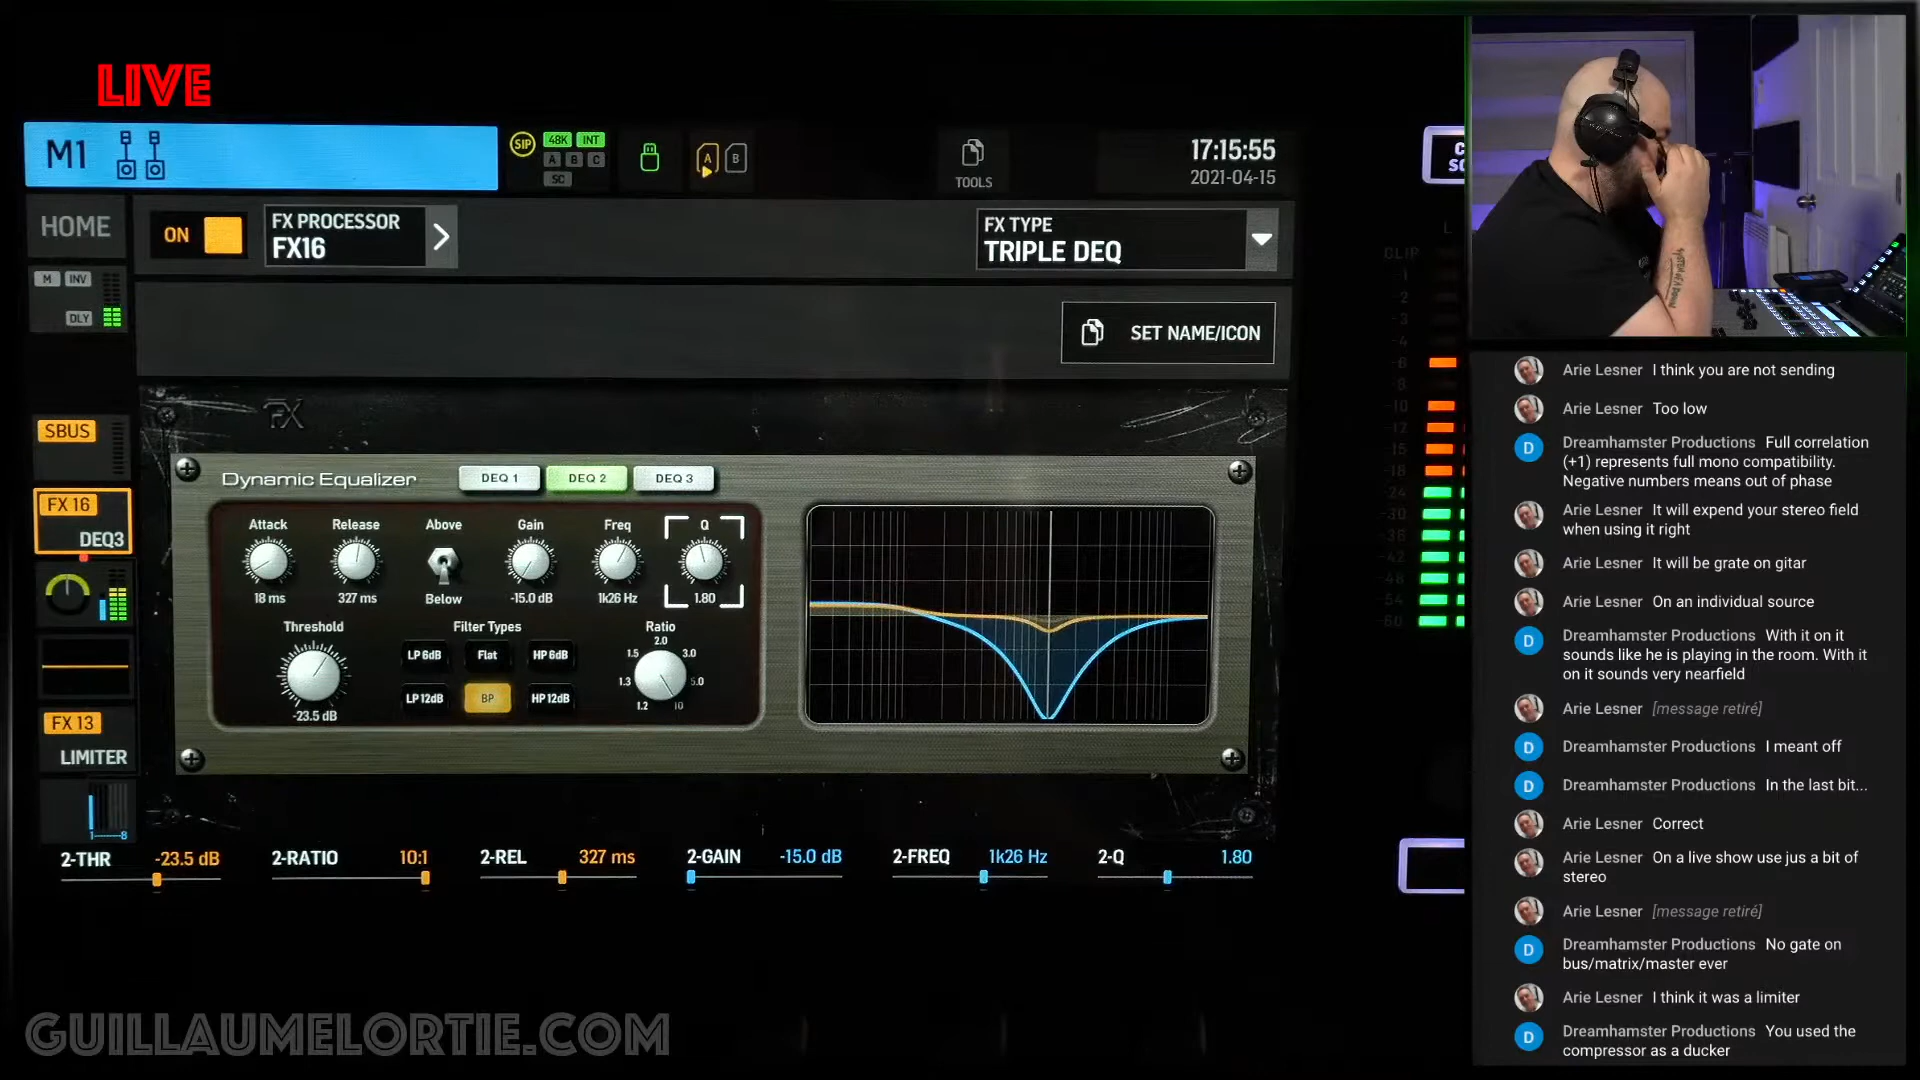 LIVE
M1
SIP
48K INT
A B C
SC
A B
TOOLS
17:15:55
2021-04-15
HOME
ON
FX PROCESSOR
FX16
FX TYPE
TRIPLE DEQ
M INV
DLY
SET NAME/ICON
SBUS
FX 16
DEQ3
FX 13
LIMITER
1 8
FX
Dynamic Equalizer
DEQ 1 DEQ 2 DEQ 3
Attack Release Above Gain Freq Q
18 ms 327 ms Below -15.0 dB 1k26 Hz 1.80
Threshold Filter Types Ratio
2.0
LP 6dB Flat HP 6dB 1.5 3.0
1.3 5.0
LP 12dB BP HP 12dB 1.2 10
-23.5 dB
2-THR -23.5 dB 2-RATIO 10:1 2-REL 327 ms 2-GAIN -15.0 dB 2-FREQ 1k26 Hz 2-Q 1.80
L
CLIP
GUILLAUMELORTIE.COM
Arie Lesner I think you are not sending
Arie Lesner Too low
D Dreamhamster Productions Full correlation
(+1) represents full mono compatibility.
Negative numbers means out of phase
Arie Lesner It will expend your stereo field
when using it right
Arie Lesner It will be grate on gitar
Arie Lesner On an individual source
D Dreamhamster Productions With it on it
sounds like he is playing in the room. With it
on it sounds very nearfield
Arie Lesner [message retiré]
D Dreamhamster Productions I meant off
D Dreamhamster Productions In the last bit...
Arie Lesner Correct
Arie Lesner On a live show use jus a bit of
stereo
Arie Lesner [message retiré]
D Dreamhamster Productions No gate on
bus/matrix/master ever
Arie Lesner I think it was a limiter
D Dreamhamster Productions You used the
compressor as a ducker